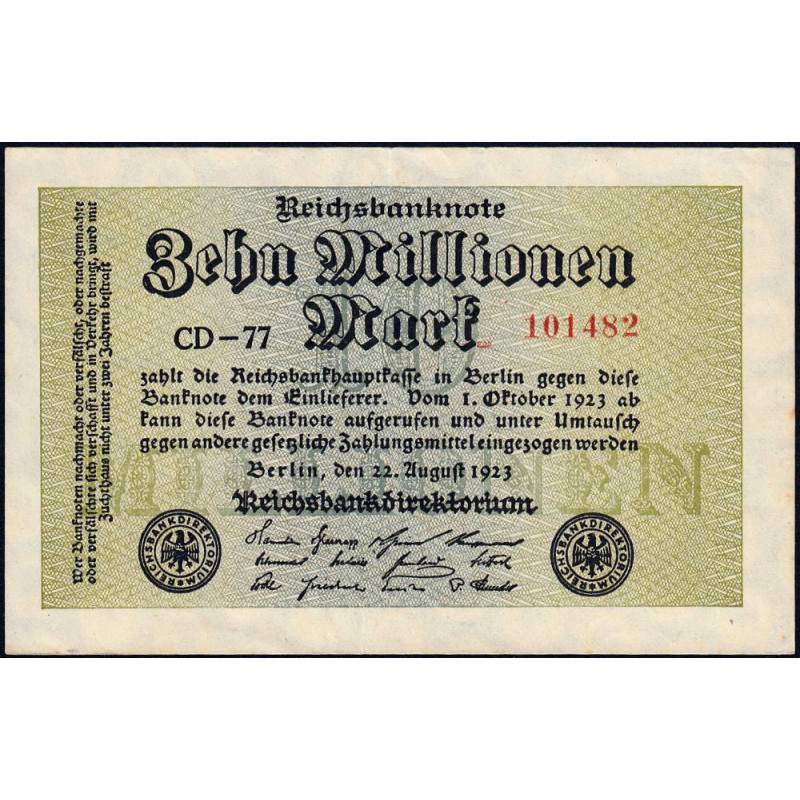 Reichsbanknote
Zehn Millionen
Mark
CD-77
101482
zahlt die Reichsbankhauptkasse in Berlin gegen diese
Banknote dem Einlieferer. Vom 1. Oktober 1923 ab
kann diese Banknote aufgerufen und unter Umtausch
gegen andere gesetzliche Zahlungsmittel eingezogen werden
Berlin, den 22. August 1923
Reichsbankdirektorium
REICHSBANKDIREKTORIUM
REICHSBANKDIREKTORIUM
Wer Banknoten nachmacht oder verfälscht, oder nachgemachte
oder verfälschte sich verschafft und in Verkehr bringt, wird mit
Zuchthaus nicht unter zwei Jahren bestraft
MILLIONEN